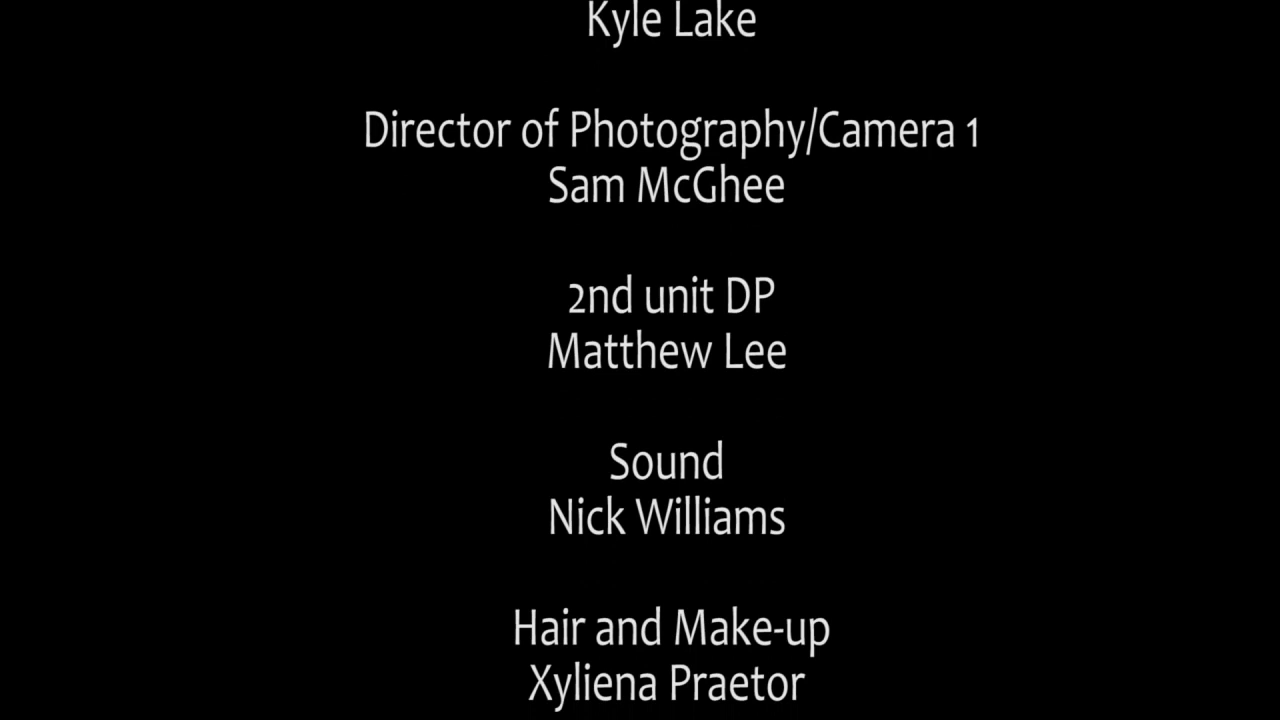 Kyle Lake
Director of Photography/Camera 1
Sam McGhee
2nd unit DP
Matthew Lee
Sound
Nick Williams
Hair and Make-up
Xyliena Praetor